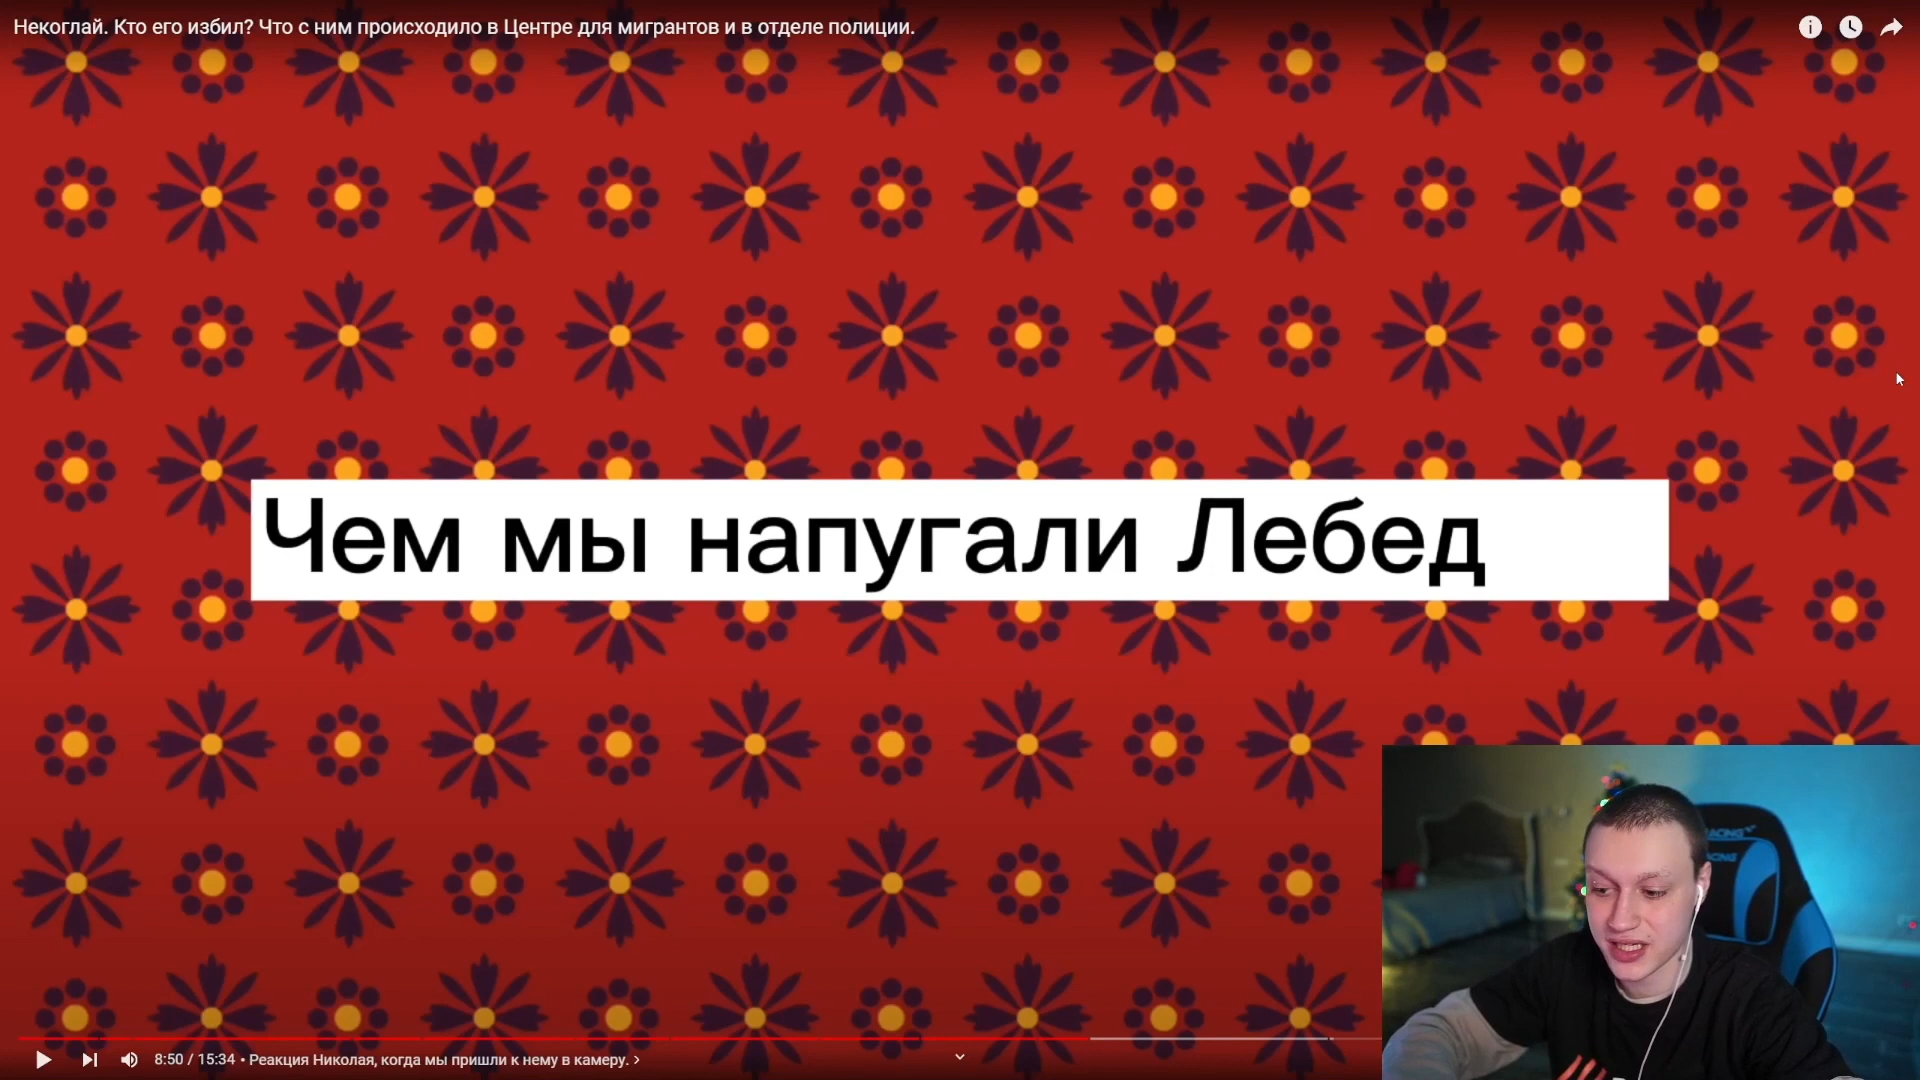 Некоглай. Кто его избил? Что с ним происходило в Центре для мигрантов и в отделе полиции.
Чем мы напугали Лебед
RACING
8:50 / 15:34 • Реакция Николая, когда мы пришли к нему в камеру. ›